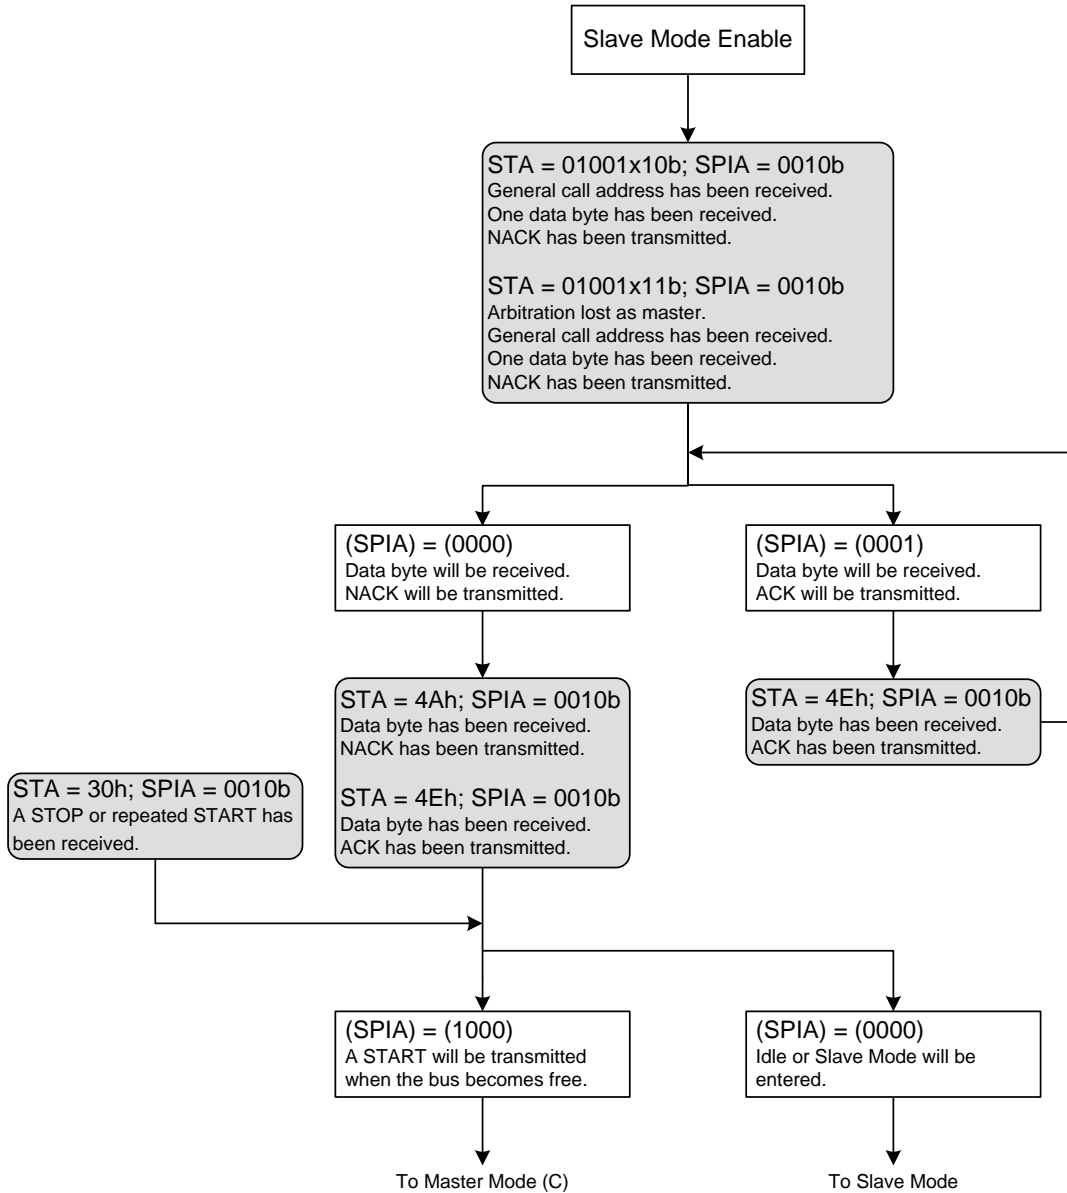 Slave Mode Enable
STA = 01001x10b; SPIA = 0010b
General call address has been received.
One data byte has been received.
NACK has been transmitted.
STA = 01001x11b; SPIA = 0010b
Arbitration lost as master.
General call address has been received.
One data byte has been received.
NACK has been transmitted.
(SPIA) = (0000)
Data byte will be received.
NACK will be transmitted.
(SPIA) = (0001)
Data byte will be received.
ACK will be transmitted.
STA = 4Ah; SPIA = 0010b
Data byte has been received.
NACK has been transmitted.
STA = 4Eh; SPIA = 0010b
Data byte has been received.
ACK has been transmitted.
STA = 4Eh; SPIA = 0010b
Data byte has been received.
ACK has been transmitted.
STA = 30h; SPIA = 0010b
A STOP or repeated START has
been received.
(SPIA) = (1000)
A START will be transmitted
when the bus becomes free.
(SPIA) = (0000)
Idle or Slave Mode will be
entered.
To Master Mode (C)
To Slave Mode